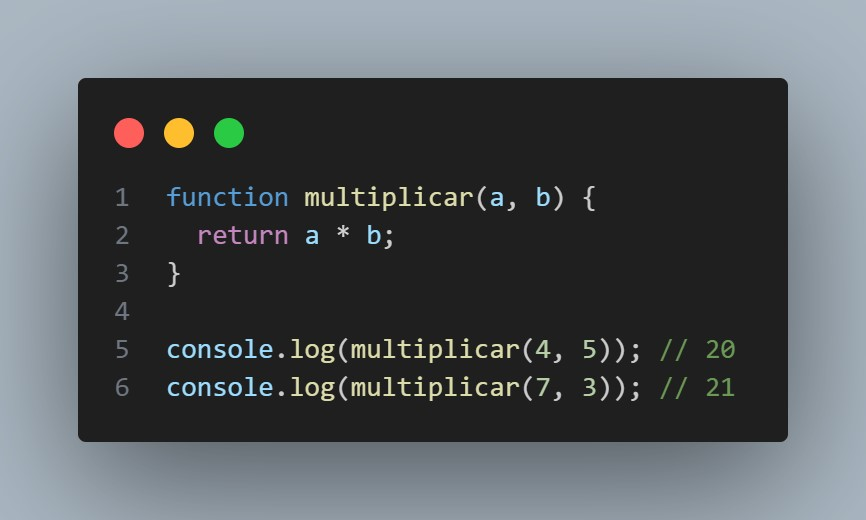 1 function multiplicar(a, b) {
2   return a * b;
3 }
4
5 console.log(multiplicar(4, 5)); // 20
6 console.log(multiplicar(7, 3)); // 21